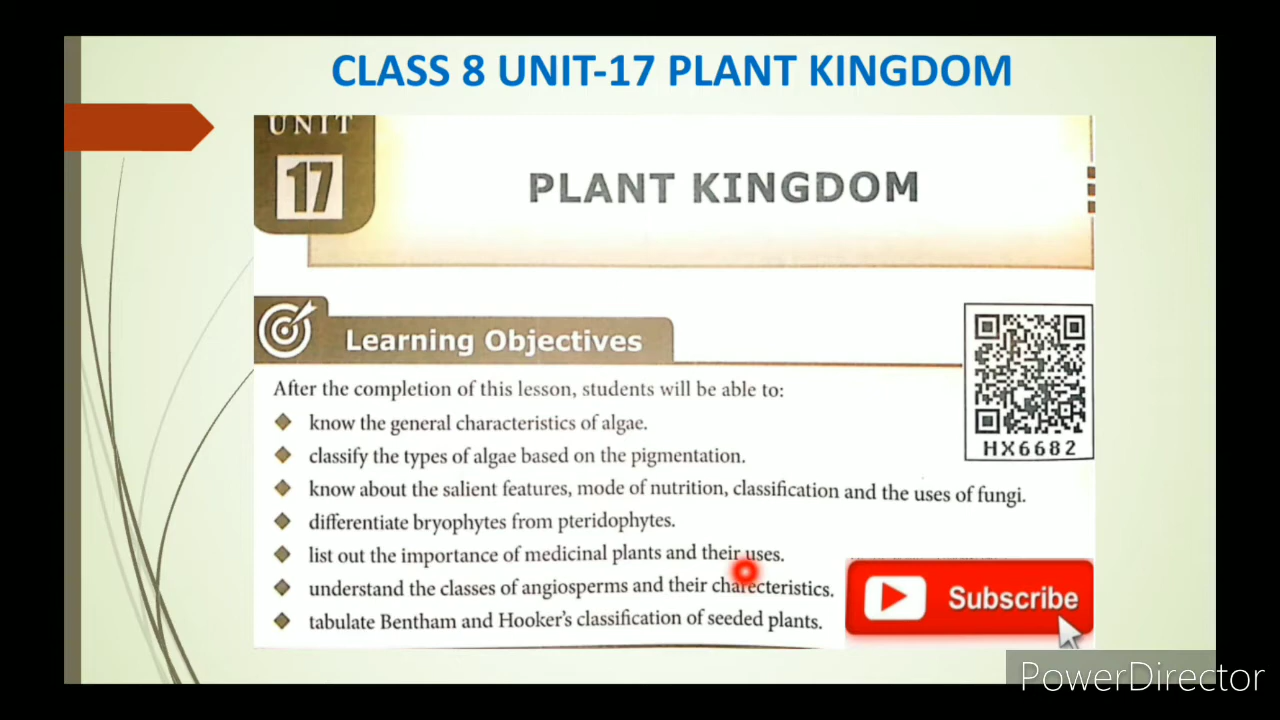 CLASS 8 UNIT-17 PLANT KINGDOM
UNIT
17
PLANT KINGDOM
Learning Objectives
HX6682
After the completion of this lesson, students will be able to:
know the general characteristics of algae.
classify the types of algae based on the pigmentation.
know about the salient features, mode of nutrition, classification and the uses of fungi.
differentiate bryophytes from pteridophytes.
list out the importance of medicinal plants and their uses.
understand the classes of angiosperms and their charecteristics.
tabulate Bentham and Hooker's classification of seeded plants.
Subscribe
PowerDirector